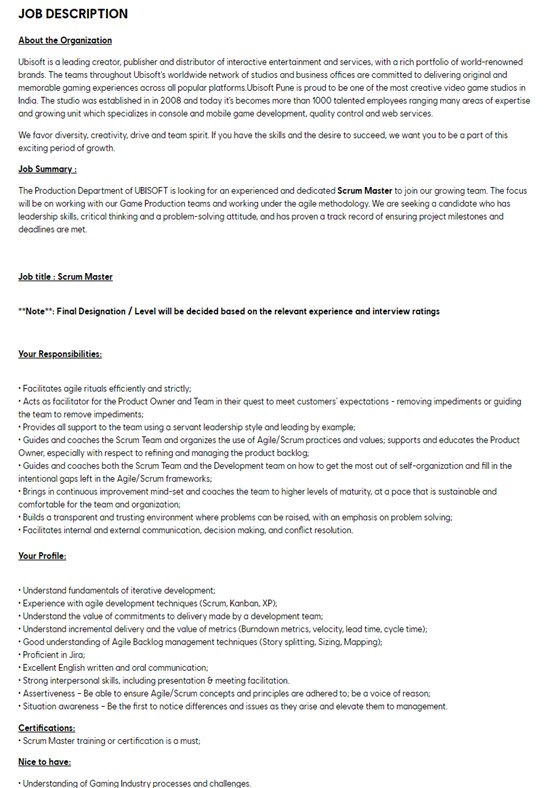 JOB DESCRIPTION
About the Organization
Ubisoft is a leading creator, publisher and distributor of interactive entertainment and services, with a rich portfolio of world-renowned
brands. The teams throughout Ubisoft's worldwide network of studios and business offices are committed to delivering original and
memorable gaming experiences across all popular platforms.Ubisoft Pune is proud to be one of the most creative video game studios in
India. The studio was established in in 2008 and today it's becomes more than 1000 talented employees ranging many areas of expertise
and growing unit which specializes in console and mobile game development, quality control and web services.
We favor diversity, creativity, drive and team spirit. If you have the skills and the desire to succeed, we want you to be a part of this
exciting period of growth.
Job Summary :
The Production Department of UBISOFT is looking for an experienced and dedicated Scrum Master to join our growing team. The focus
will be on working with our Game Production teams and working under the agile methodology. We are seeking a candidate who has
leadership skills, critical thinking and a problem-solving attitude, and has proven a track record of ensuring project milestones and
deadlines are met.
Job title : Scrum Master
**Note**: Final Designation / Level will be decided based on the relevant experience and interview ratings
Your Responsibilities:
• Facilitates agile rituals efficiently and strictly;
• Acts as facilitator for the Product Owner and Team in their quest to meet customers' expectations - removing impediments or guiding
the team to remove impediments;
• Provides all support to the team using a servant leadership style and leading by example;
• Guides and coaches the Scrum Team and organizes the use of Agile/Scrum practices and values; supports and educates the Product
Owner, especially with respect to refining and managing the product backlog;
• Guides and coaches both the Scrum Team and the Development team on how to get the most out of self-organization and fill in the
intentional gaps left in the Agile/Scrum frameworks;
• Brings in continuous improvement mind-set and coaches the team to higher levels of maturity, at a pace that is sustainable and
comfortable for the team and organization;
• Builds a transparent and trusting environment where problems can be raised, with an emphasis on problem solving;
• Facilitates internal and external communication, decision making, and conflict resolution.
Your Profile:
• Understand fundamentals of iterative development;
• Experience with agile development techniques (Scrum, Kanban, XP);
• Understand the value of commitments to delivery made by a development team;
• Understand incremental delivery and the value of metrics (Burndown metrics, velocity, lead time, cycle time);
• Good understanding of Agile Backlog management techniques (Story splitting, Sizing, Mapping);
• Proficient in Jira;
• Excellent English written and oral communication;
• Strong interpersonal skills, including presentation & meeting facilitation.
• Assertiveness – Be able to ensure Agile/Scrum concepts and principles are adhered to; be a voice of reason;
• Situation awareness – Be the first to notice differences and issues as they arise and elevate them to management.
Certifications:
• Scrum Master training or certification is a must;
Nice to have:
• Understanding of Gaming Industry processes and challenges.